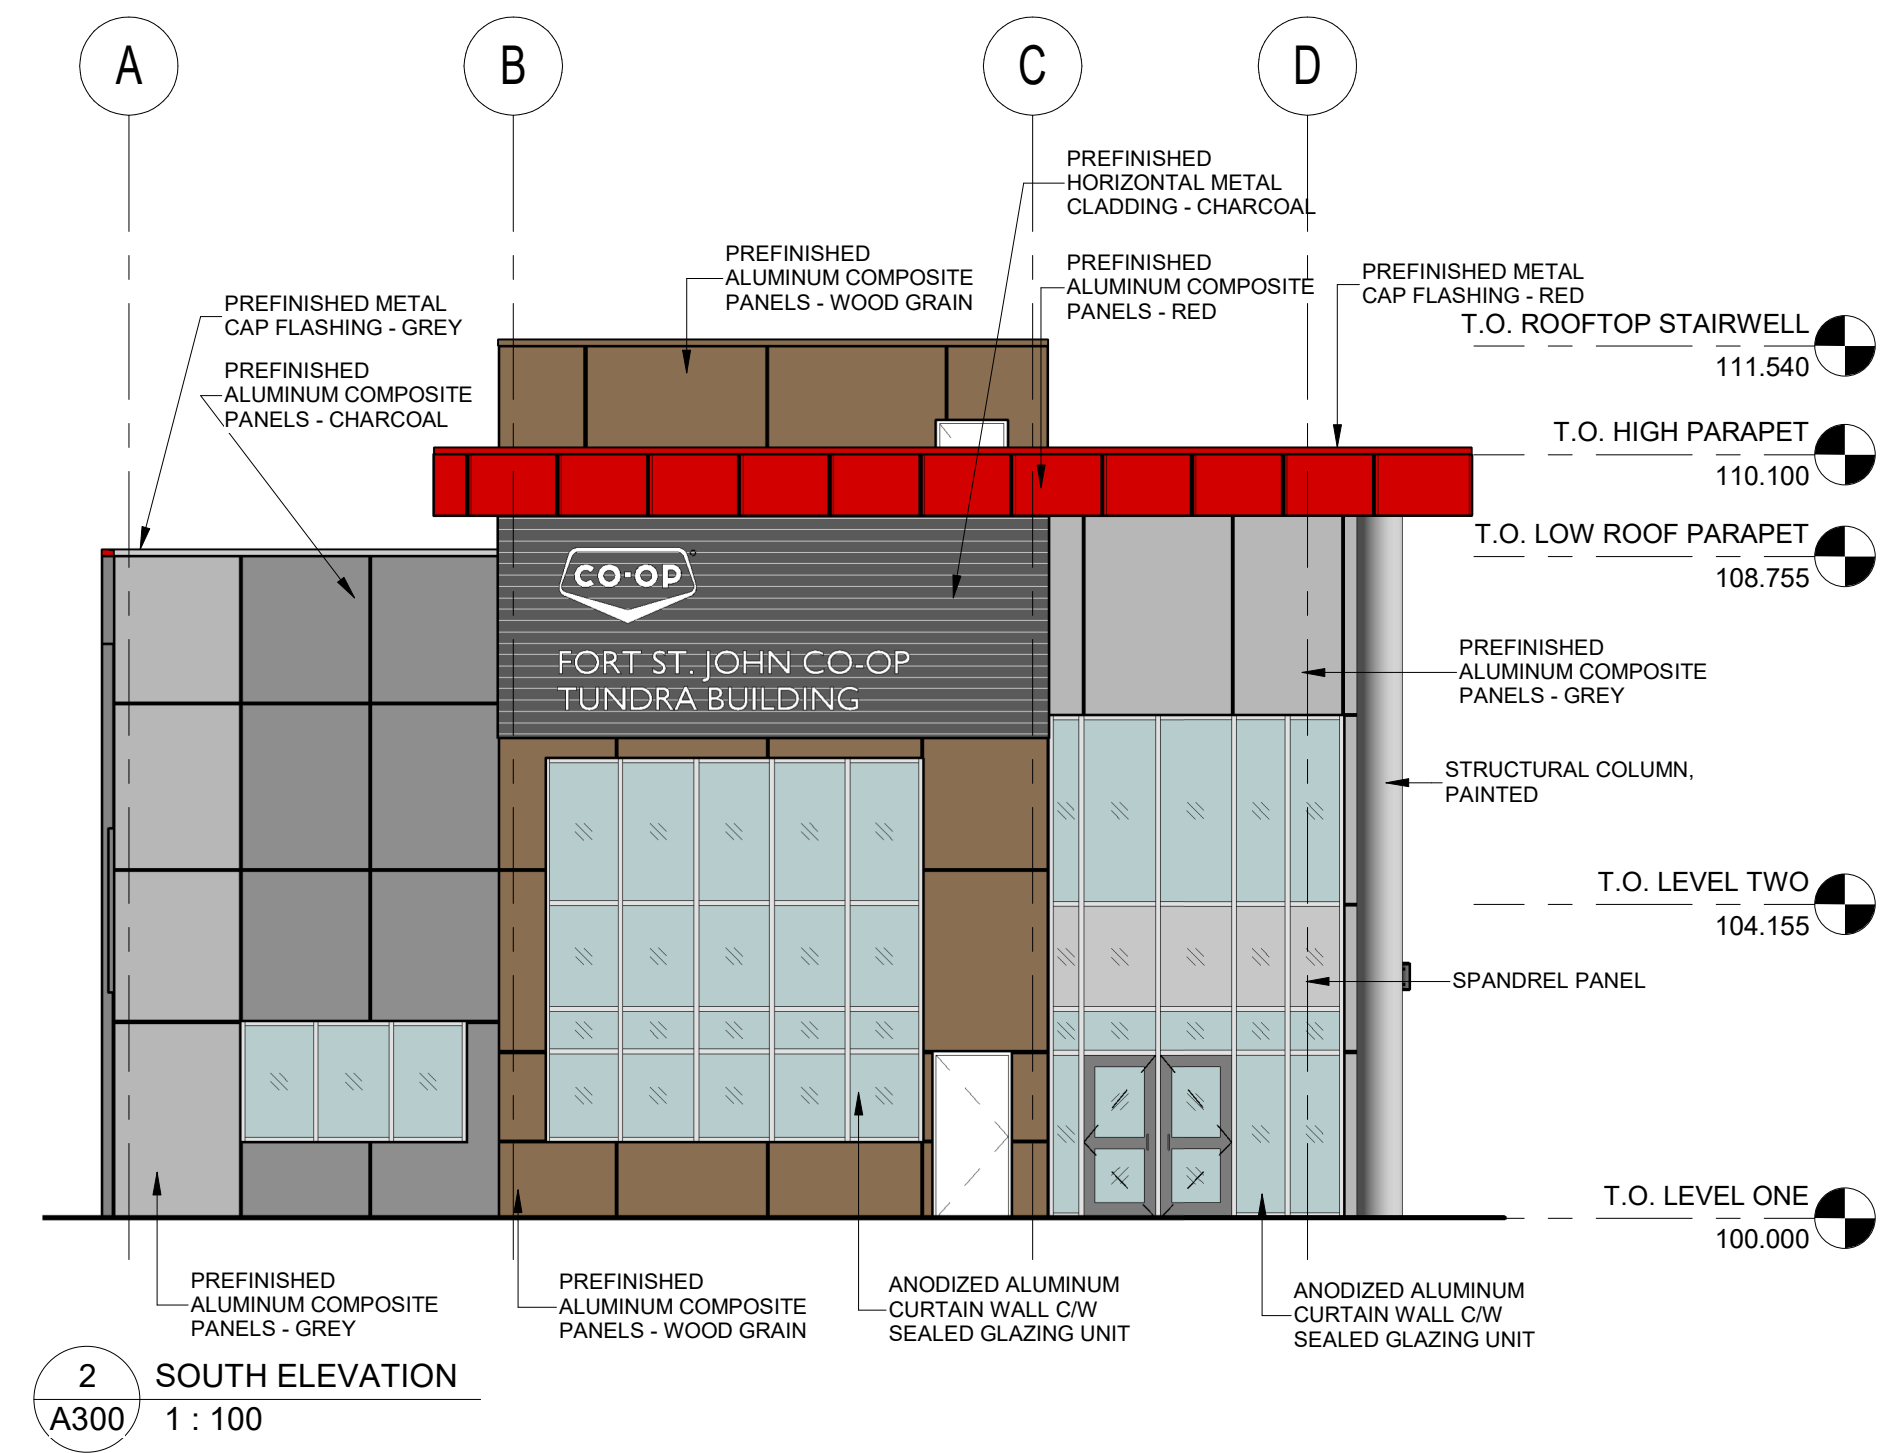 A
B
C
D
PREFINISHED
HORIZONTAL METAL
CLADDING - CHARCOAL
PREFINISHED
ALUMINUM COMPOSITE
PANELS - WOOD GRAIN
PREFINISHED
ALUMINUM COMPOSITE
PANELS - RED
PREFINISHED METAL
CAP FLASHING - RED
PREFINISHED METAL
CAP FLASHING - GREY
T.O. ROOFTOP STAIRWELL
111.540
PREFINISHED
ALUMINUM COMPOSITE
PANELS - CHARCOAL
T.O. HIGH PARAPET
110.100
T.O. LOW ROOF PARAPET
108.755
CO-OP
FORT ST. JOHN CO-OP
TUNDRA BUILDING
PREFINISHED
ALUMINUM COMPOSITE
PANELS - GREY
STRUCTURAL COLUMN,
PAINTED
T.O. LEVEL TWO
104.155
SPANDREL PANEL
T.O. LEVEL ONE
100.000
PREFINISHED
ALUMINUM COMPOSITE
PANELS - GREY
PREFINISHED
ALUMINUM COMPOSITE
PANELS - WOOD GRAIN
ANODIZED ALUMINUM
CURTAIN WALL C/W
SEALED GLAZING UNIT
ANODIZED ALUMINUM
CURTAIN WALL C/W
SEALED GLAZING UNIT
2
SOUTH ELEVATION
A300
1 : 100